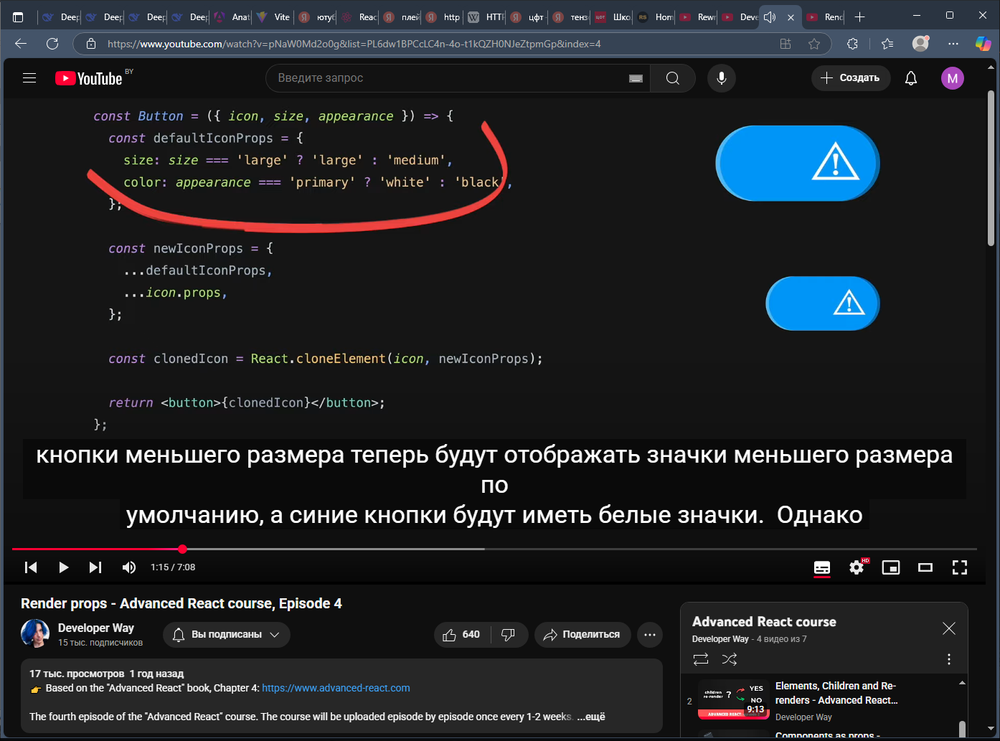 Deep
Deep
Deep
Deep
Anat
Vite
ютуб
Reac
плей
http
HTTP
цфт
тенз
Шко
Hom
Rewr
Deve
Renc
https://www.youtube.com/watch?v=pNaW0Md2o0g&list=PL6dw1BPCcLC4n-4o-t1kQZH0NJeZtpmGp&index=4
YouTube BY
Введите запрос
Создать
M
const Button = ({ icon, size, appearance }) => {
const defaultIconProps = {
size: size === 'large' ? 'large' : 'medium',
color: appearance === 'primary' ? 'white' : 'black',
};
const newIconProps = {
...defaultIconProps,
...icon.props,
};
const clonedIcon = React.cloneElement(icon, newIconProps);
return <button>{clonedIcon}</button>;
};
кнопки меньшего размера теперь будут отображать значки меньшего размера
по
умолчанию, а синие кнопки будут иметь белые значки. Однако
1:15 / 7:08
HD
Render props - Advanced React course, Episode 4
Developer Way
15 тыс. подписчиков
Вы подписаны
640
Поделиться
17 тыс. просмотров 1 год назад
👉 Based on the "Advanced React" book, Chapter 4: https://www.advanced-react.com
The fourth episode of the "Advanced React" course. The course will be uploaded episode by episode once every 1-2 weeks. ...ещё
Advanced React course
Developer Way - 4 видео из 7
2
children
re-render
?
YES
NO
9:13
ADVANCED REACT
Elements, Children and Re-
renders - Advanced React...
Developer Way
Components as props -